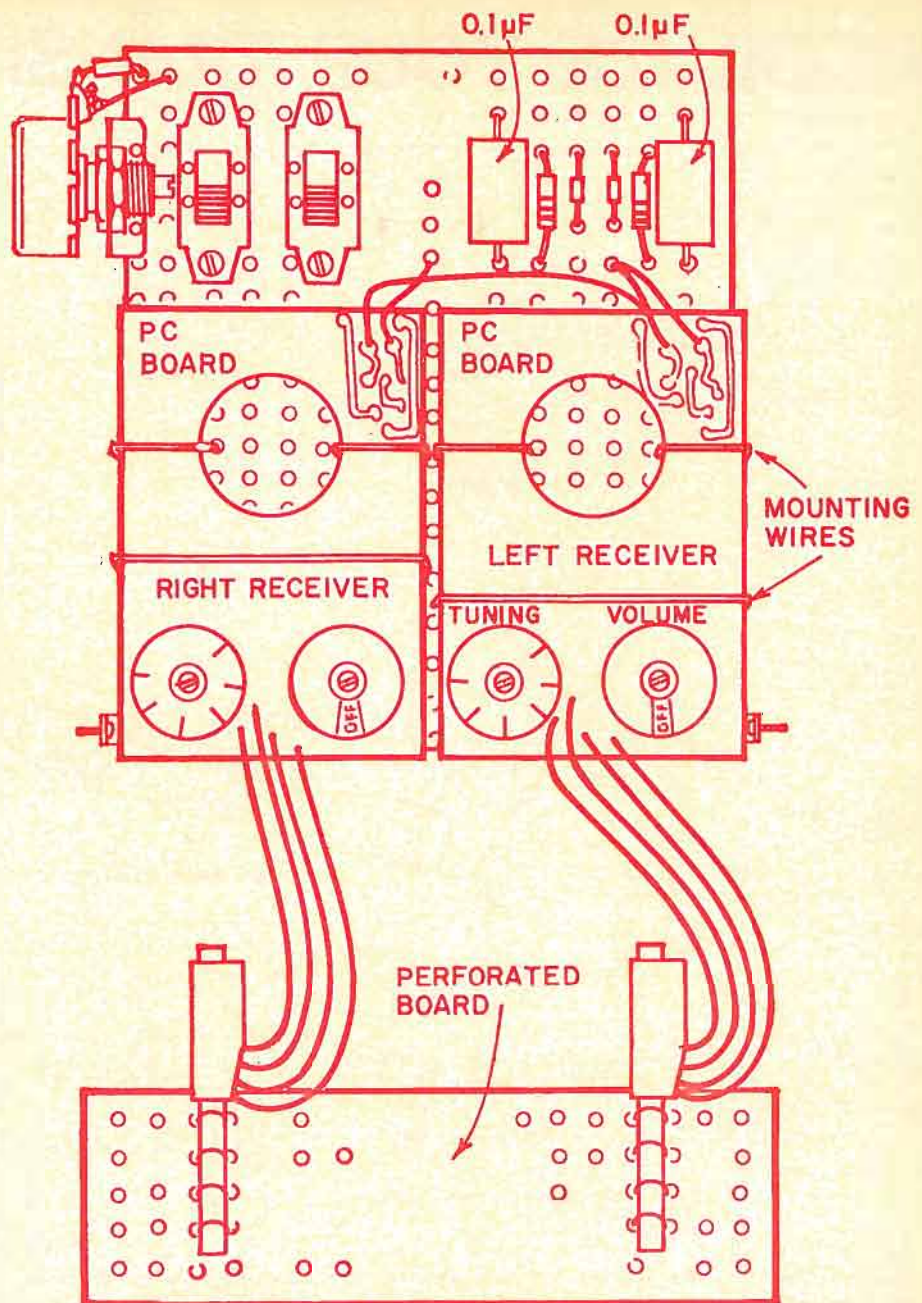 0.1µF
0.1µF
PC
BOARD
PC
BOARD
MOUNTING
WIRES
LEFT RECEIVER
RIGHT RECEIVER
TUNING
VOLUME
OFF
OFF
PERFORATED
BOARD